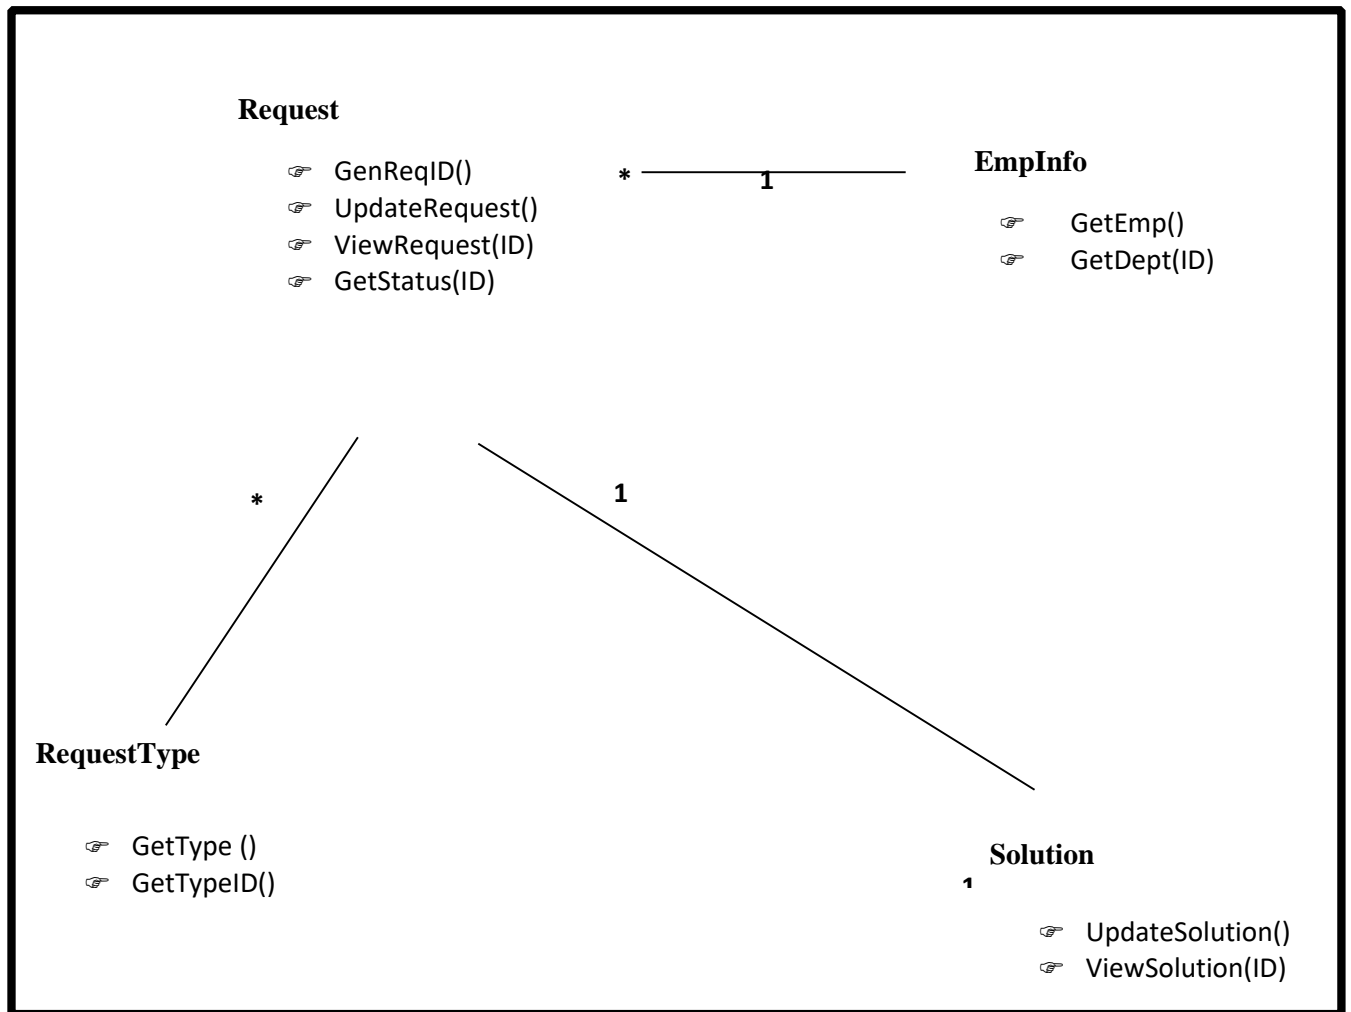 Request
☞ GenReqID()
☞ UpdateRequest()
☞ ViewRequest(ID)
☞ GetStatus(ID)
* 1
EmpInfo
☞ GetEmp()
☞ GetDept(ID)
*
1
RequestType
☞ GetType ()
☞ GetTypeID()
Solution
1
☞ UpdateSolution()
☞ ViewSolution(ID)